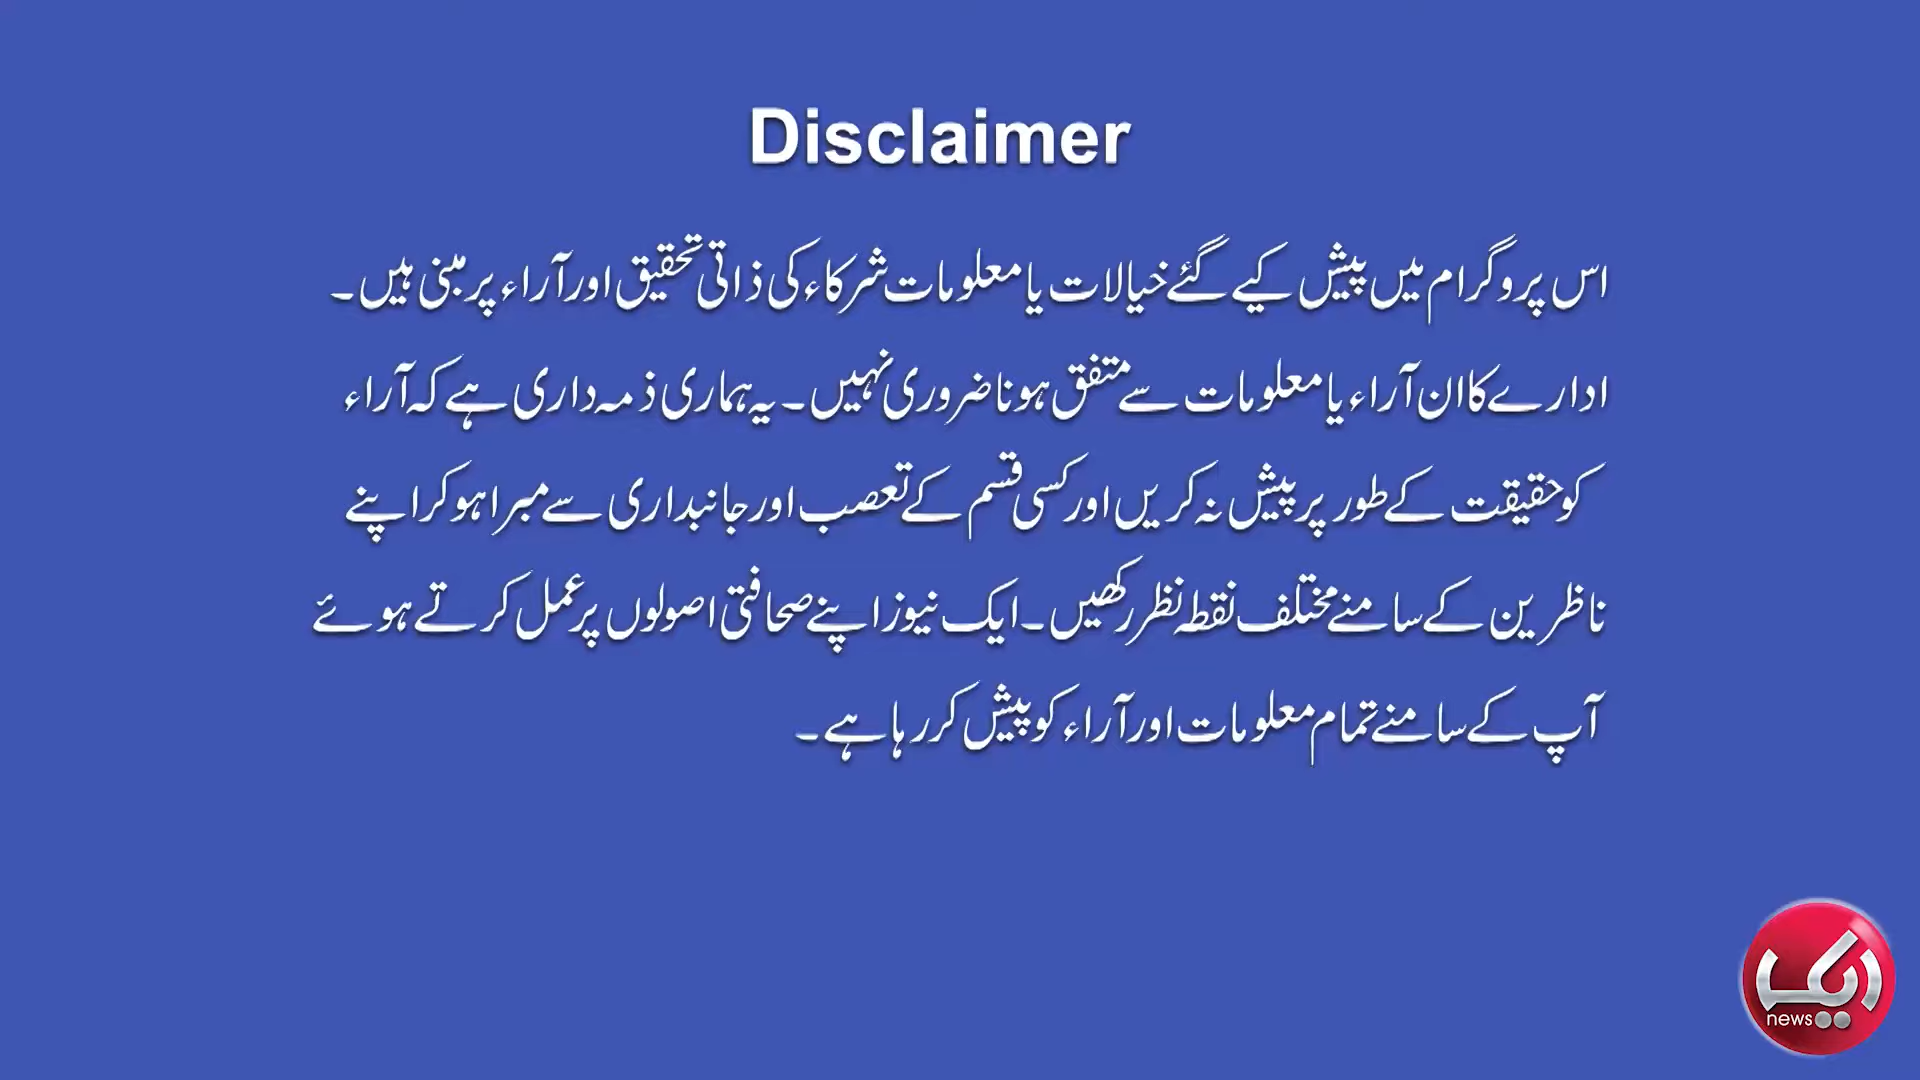 Disclaimer
اس پروگرام میں پیش کیے گئے خیالات یا معلومات شرکاء کی ذاتی تحقیق اور آراء پر مبنی ہیں۔
ادارے کا ان آراء یا معلومات سے متفق ہونا ضروری نہیں۔ یہ ہماری ذمہ داری ہے کہ آراء
کو حقیقت کے طور پر پیش نہ کریں اور کسی قسم کے تعصب اور جانبداری سے مبرا ہو کر اپنے
ناظرین کے سامنے مختلف نقطہ نظر رکھیں۔ ایک نیوز اپنے صحافتی اصولوں پر عمل کرتے ہوئے
آپ کے سامنے تمام معلومات اور آراء کو پیش کر رہا ہے۔
ایک
news